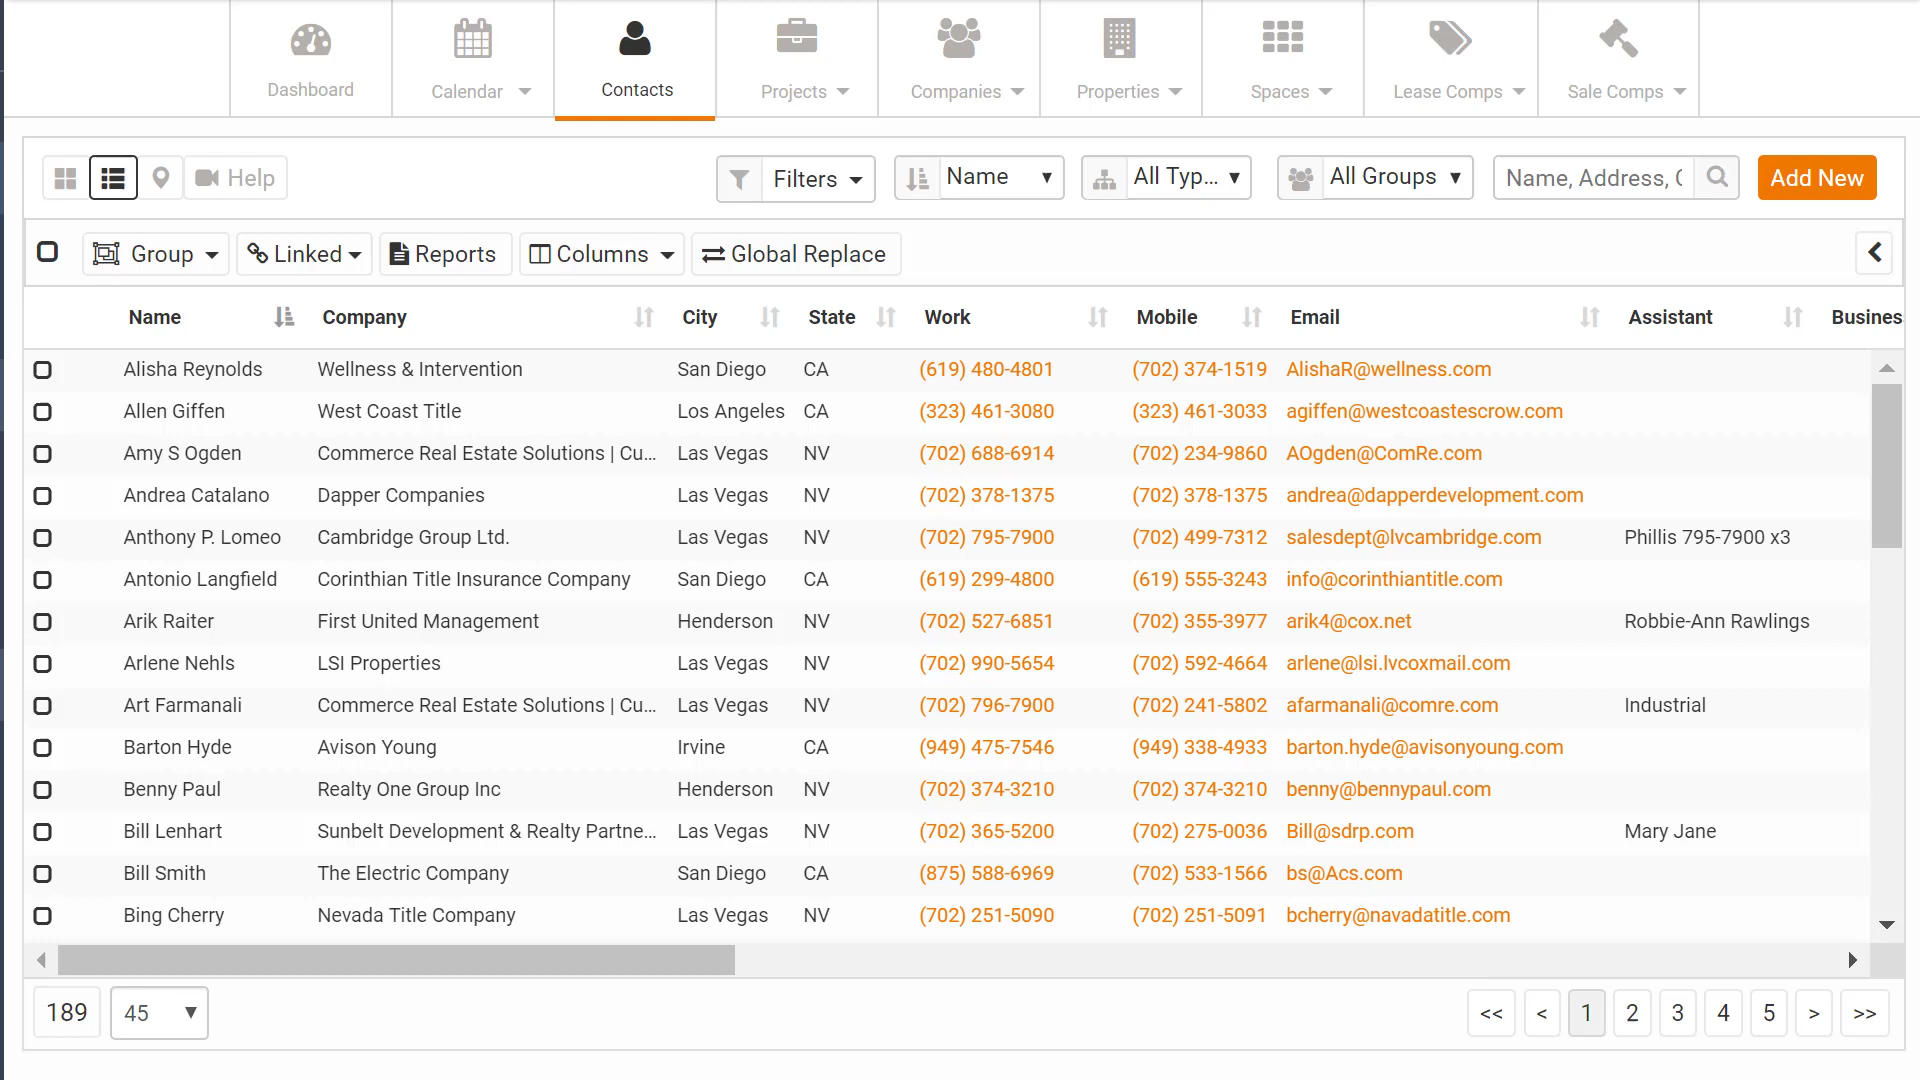 Dashboard Calendar Contacts Projects Companies Properties Spaces Lease Comps Sale Comps
Help Filters Name All Typ... All Groups Name, Address, C Add New
Group Linked Reports Columns Global Replace
Name Company City State Work Mobile Email Assistant Busines
Alisha Reynolds Wellness & Intervention San Diego CA (619) 480-4801 (702) 374-1519 AlishaR@wellness.com
Allen Giffen West Coast Title Los Angeles CA (323) 461-3080 (323) 461-3033 agiffen@westcoastescrow.com
Amy S Ogden Commerce Real Estate Solutions | Cu... Las Vegas NV (702) 688-6914 (702) 234-9860 AOgden@ComRe.com
Andrea Catalano Dapper Companies Las Vegas NV (702) 378-1375 (702) 378-1375 andrea@dapperdevelopment.com
Anthony P. Lomeo Cambridge Group Ltd. Las Vegas NV (702) 795-7900 (702) 499-7312 salesdept@lvcambridge.com Phillis 795-7900 x3
Antonio Langfield Corinthian Title Insurance Company San Diego CA (619) 299-4800 (619) 555-3243 info@corinthiantitle.com
Arik Raiter First United Management Henderson NV (702) 527-6851 (702) 355-3977 arik4@cox.net Robbie-Ann Rawlings
Arlene Nehls LSI Properties Las Vegas NV (702) 990-5654 (702) 592-4664 arlene@lsi.lvcoxmail.com
Art Farmanali Commerce Real Estate Solutions | Cu... Las Vegas NV (702) 796-7900 (702) 241-5802 afarmanali@comre.com Industrial
Barton Hyde Avison Young Irvine CA (949) 475-7546 (949) 338-4933 barton.hyde@avisonyoung.com
Benny Paul Realty One Group Inc Henderson NV (702) 374-3210 (702) 374-3210 benny@bennypaul.com
Bill Lenhart Sunbelt Development & Realty Partne... Las Vegas NV (702) 365-5200 (702) 275-0036 Bill@sdrp.com Mary Jane
Bill Smith The Electric Company San Diego CA (875) 588-6969 (702) 533-1566 bs@Acs.com
Bing Cherry Nevada Title Company Las Vegas NV (702) 251-5090 (702) 251-5091 bcherry@navadatitle.com
189 45 << < 1 2 3 4 5 > >>